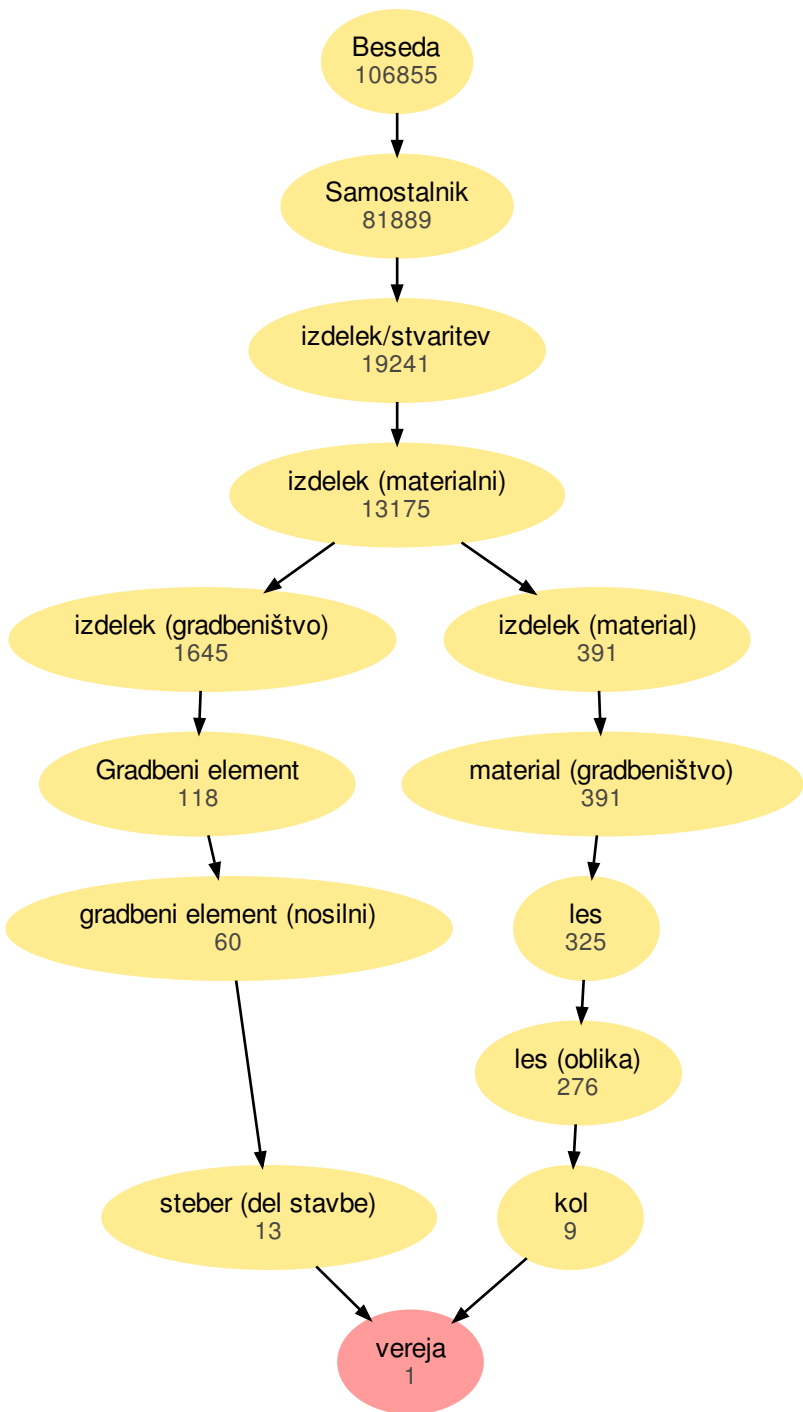 Beseda
106855
Samostalnik
81889
izdelek/stvaritev
19241
izdelek (materialni)
13175
izdelek (gradbeništvo)
1645
izdelek (material)
391
Gradbeni element
118
material (gradbeništvo)
391
gradbeni element (nosilni)
60
les
325
les (oblika)
276
steber (del stavbe)
13
kol
9
vereja
1